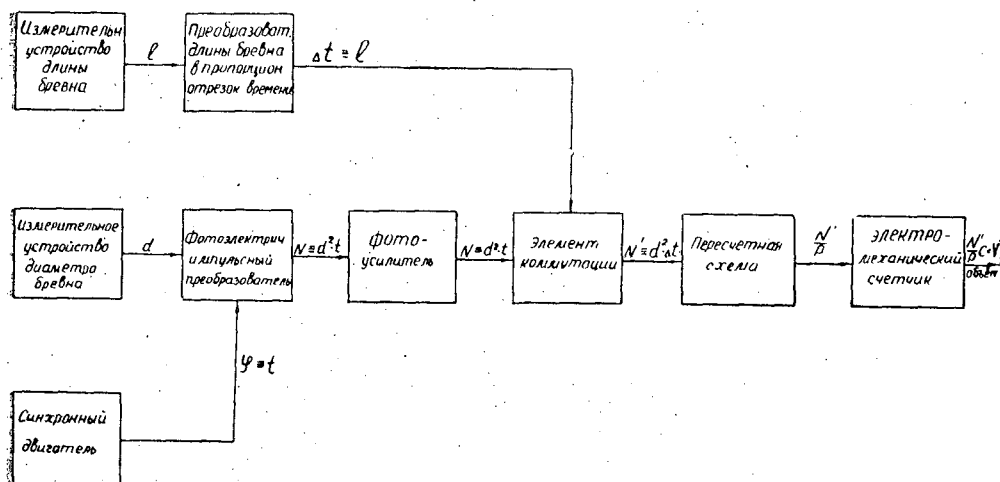 Измерительн
устройство
длины
бревна
l
Преобразоват.
длины бревна
в пропорцион
отрезок времени
Δt ≡ l
Измерительное
устройство
диаметра
бревна
d
Фотоэлектрич
импульсный
преобразователь
N≡d²·t
фото-
усилитель
N≡d²·t
Элемент
коммутации
N'≡d²·Δt
Пересчетная
схема
N'
p
ЭЛЕКТРО-
механический
счетчик
N'
p
C≡V
объем
φ≡t
Синхронный
двигатель